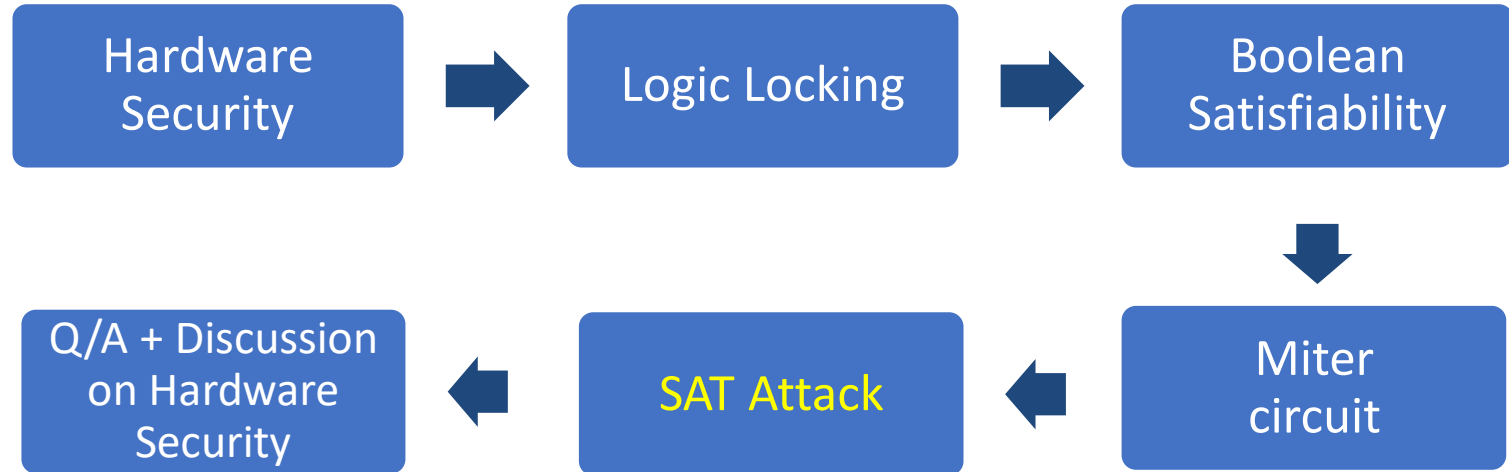 Hardware
Security
Logic Locking
Boolean
Satisfiability
Miter
circuit
SAT Attack
Q/A + Discussion
on Hardware
Security